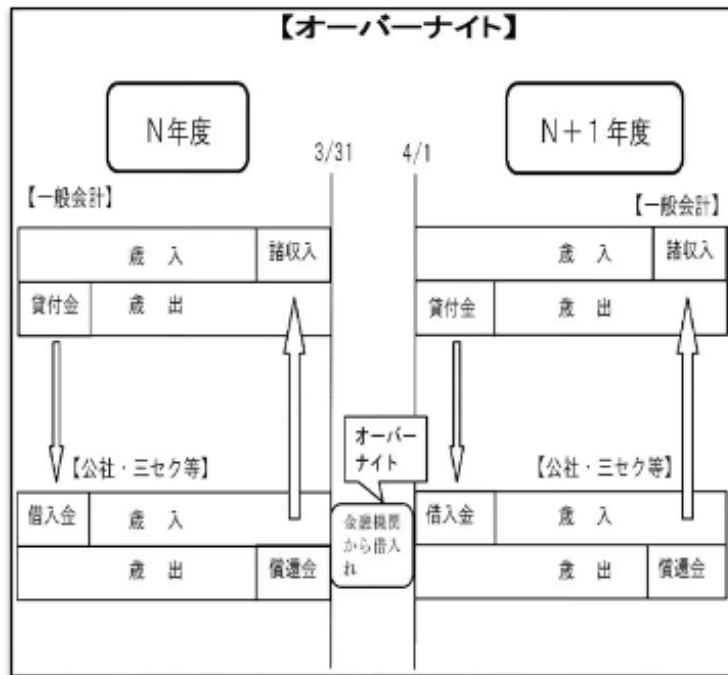 【オーバーナイト】
N年度
N＋1年度
3/31
4/1
【一般会計】
【一般会計】
歳 入
諸収入
貸付金
歳 出
歳 入
諸収入
貸付金
歳 出
オーバー
ナイト
【公社・三セク等】
【公社・三セク等】
借入金
歳 入
歳 出
償還金
金融機関
から借入
れ
借入金
歳 入
歳 出
償還金